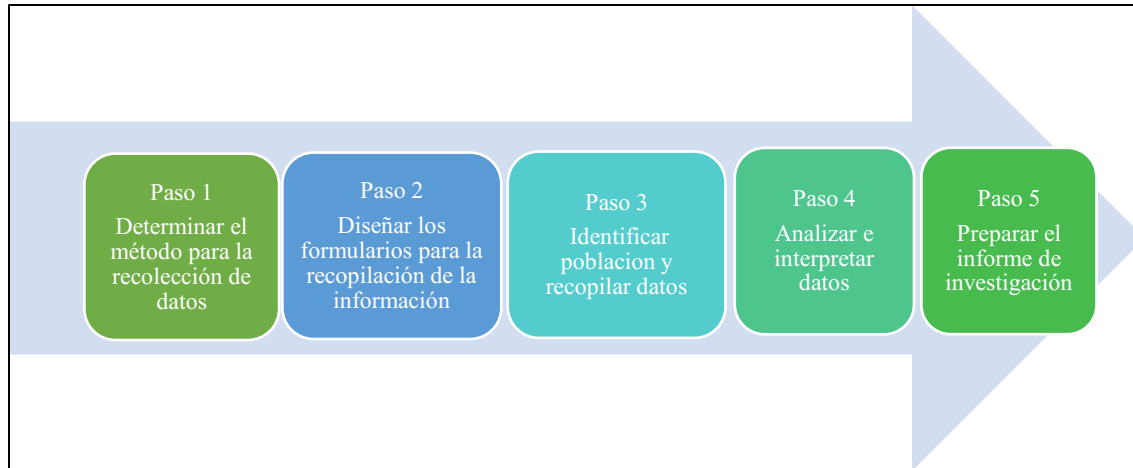 Paso 1
Determinar el
método para la
recolección de
datos
Paso 2
Diseñar los
formularios para la
recopilación de la
información
Paso 3
Identificar
poblacion y
recopilar datos
Paso 4
Analizar e
interpretar
datos
Paso 5
Preparar el
informe de
investigación